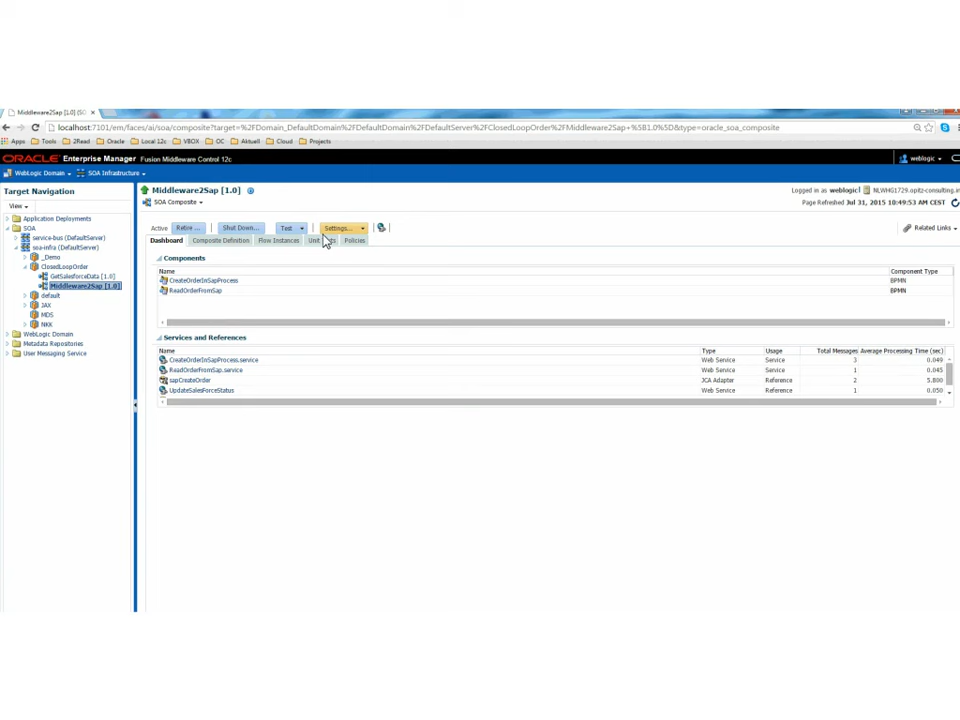 Middleware2Sap [1.0] (SO
localhost:7101/em/faces/ai/soa/composite?target=%2FDomain_DefaultDomain%2FDefaultDomain%2FDefaultServer%2FClosedLoopOrder%2FMiddleware2Sap+%5B1.0%5D&type=oracle_soa_composite
Apps Tools 2Read Oracle Local 12c VBOX OC Aktuell Cloud Projects
ORACLE Enterprise Manager Fusion Middleware Control 12c weblogic
WebLogic Domain SOA Infrastructure
Target Navigation
View
Application Deployments
SOA
service-bus (DefaultServer)
soa-infra (DefaultServer)
_Demo
ClosedLoopOrder
GetSalesforceData [1.0]
Middleware2Sap [1.0]
default
JAX
MDS
NKK
WebLogic Domain
Metadata Repositories
User Messaging Service
Middleware2Sap [1.0]
Logged in as weblogic NLWHG1729.opitz-consulting.in
SOA Composite
Page Refreshed Jul 31, 2015 10:49:53 AM CEST
Active Retire ... Shut Down... Test Settings... Related Links
Dashboard Composite Definition Flow Instances Unit Policies
Components
Name Component Type
CreateOrderInSapProcess BPMN
ReadOrderFromSap BPMN
Services and References
Name Type Usage Total Messages Average Processing Time (sec)
CreateOrderInSapProcess.service Web Service Service 3 0.049
ReadOrderFromSap.service Web Service Service 1 0.045
sapCreateOrder JCA Adapter Reference 2 5.800
UpdateSalesForceStatus Web Service Reference 1 0.050